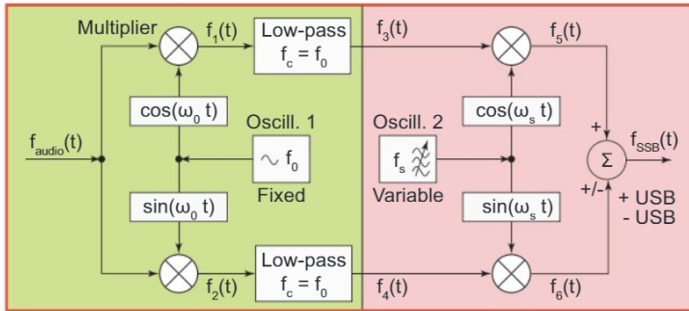 Multiplier
f1(t)
Low-pass
fc = f0
f3(t)
f5(t)
cos(ω0 t)
Oscill. 1
Oscill. 2
cos(ωs t)
+
faudio(t)
∿ f0
fs
Σ
fSSB(t)
+/-
Fixed
Variable
+ USB
- USB
sin(ω0 t)
sin(ωs t)
Low-pass
fc = f0
f2(t)
f4(t)
f6(t)